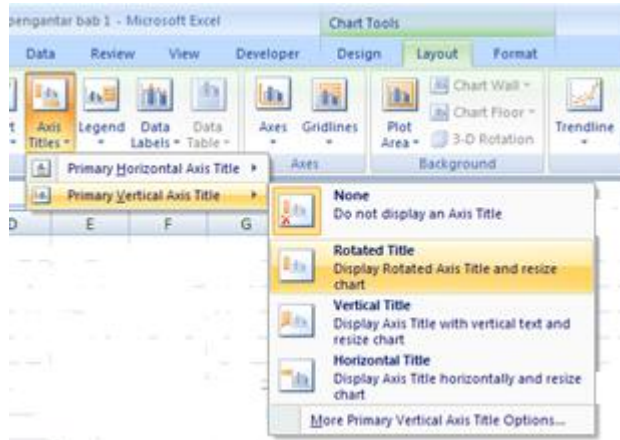 pengantar bab 1 - Microsoft Excel
Chart Tools
Data Review View Developer Design Layout Format
Axis Titles
Legend
Data Labels
Data Table
Axes
Gridlines
Plot Area
Chart Wall
Chart Floor
3-D Rotation
Trendline
Axes
Background
Primary Horizontal Axis Title
Primary Vertical Axis Title
E F G
None
Do not display an Axis Title
Rotated Title
Display Rotated Axis Title and resize
chart
Vertical Title
Display Axis Title with vertical text and
resize chart
Horizontal Title
Display Axis Title horizontally and resize
chart
More Primary Vertical Axis Title Options...